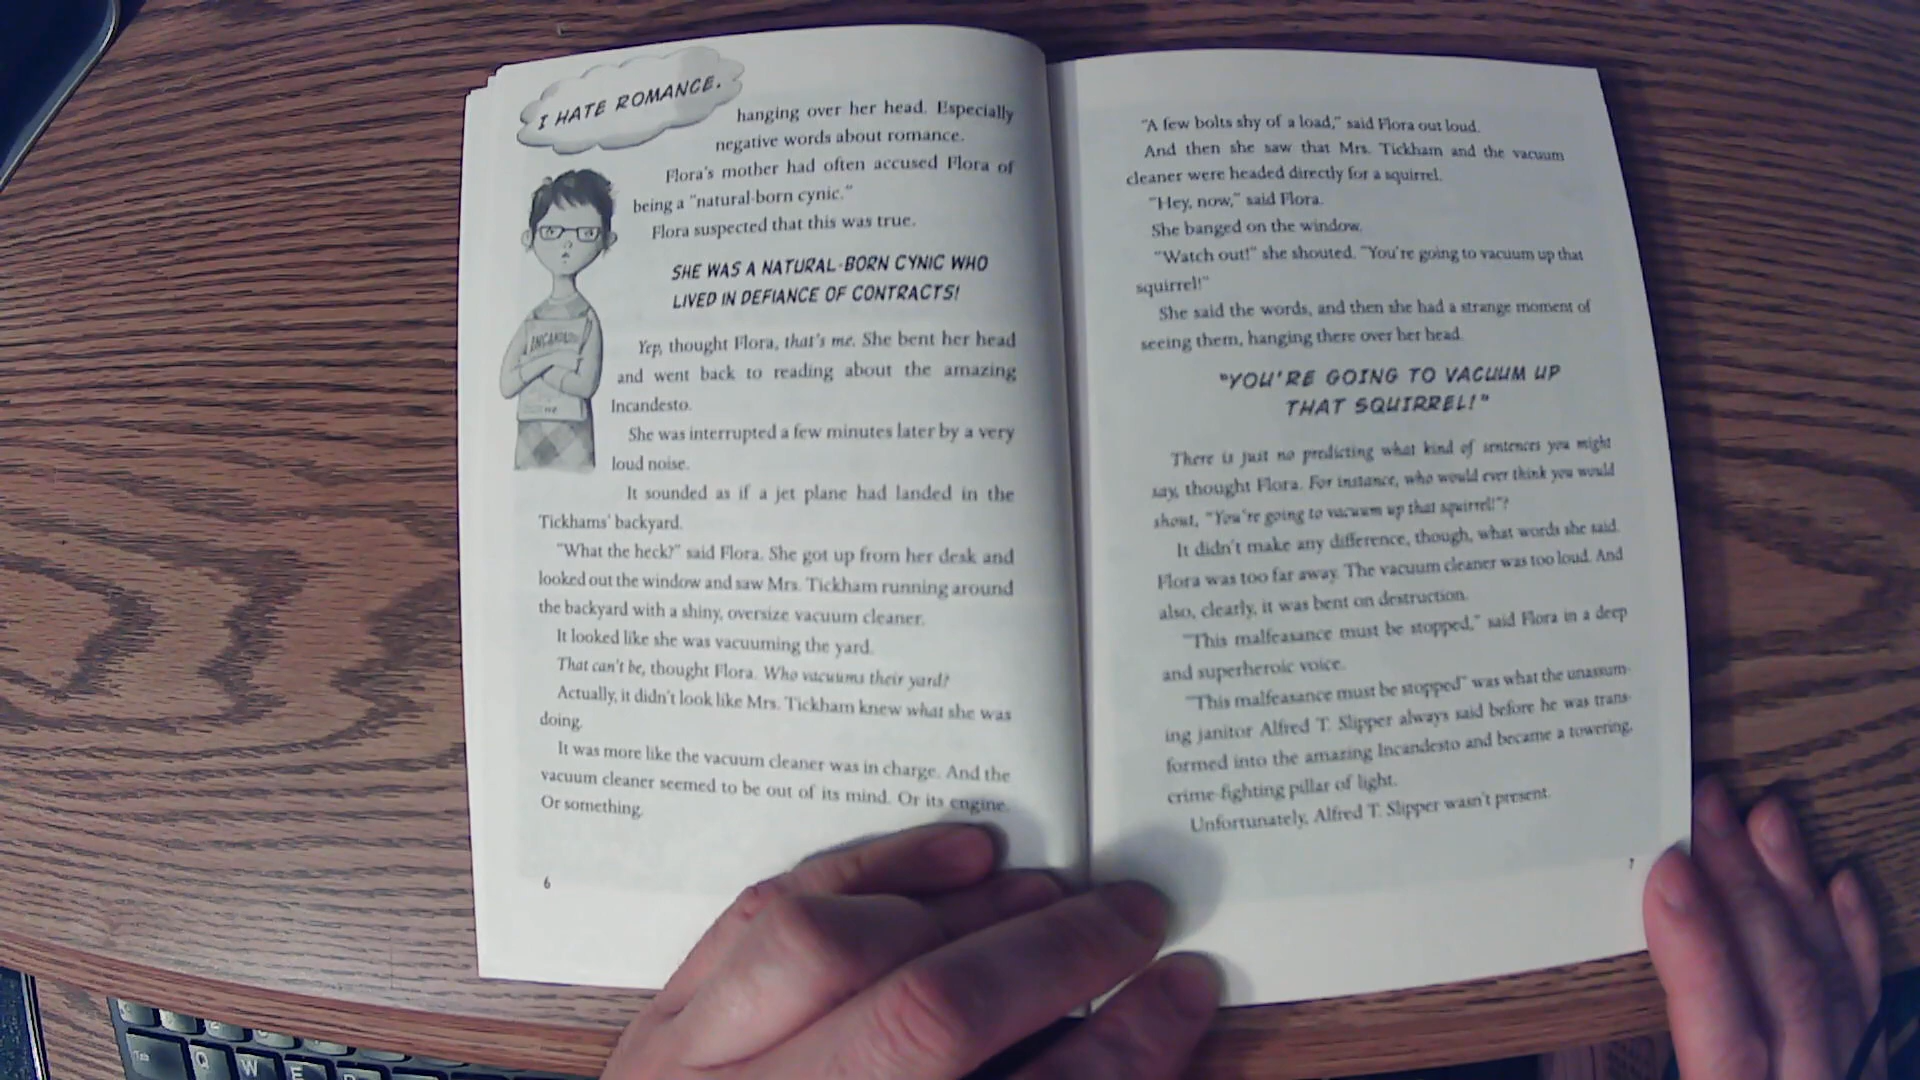 I HATE ROMANCE.
hanging over her head. Especially
negative words about romance.
Flora's mother had often accused Flora of
being a "natural-born cynic."
Flora suspected that this was true.
SHE WAS A NATURAL-BORN CYNIC WHO
LIVED IN DEFIANCE OF CONTRACTS!
Yep, thought Flora, that's me. She bent her head
and went back to reading about the amazing
Incandesto.
She was interrupted a few minutes later by a very
loud noise.
It sounded as if a jet plane had landed in the
Tickhams' backyard.
"What the heck?" said Flora. She got up from her desk and
looked out the window and saw Mrs. Tickham running around
the backyard with a shiny, oversize vacuum cleaner.
It looked like she was vacuuming the yard.
That can't be, thought Flora. Who vacuums their yard?
Actually, it didn't look like Mrs. Tickham knew what she was
doing.
It was more like the vacuum cleaner was in charge. And the
vacuum cleaner seemed to be out of its mind. Or its engine.
Or something.
6
"A few bolts shy of a load," said Flora out loud.
And then she saw that Mrs. Tickham and the vacuum
cleaner were headed directly for a squirrel.
"Hey, now," said Flora.
She banged on the window.
"Watch out!" she shouted. "You're going to vacuum up that
squirrel!"
She said the words, and then she had a strange moment of
seeing them, hanging there over her head.
"YOU'RE GOING TO VACUUM UP
THAT SQUIRREL!"
There is just no predicting what kind of sentences you might
say, thought Flora. For instance, who would ever think you would
shout, "You're going to vacuum up that squirrel!"?
It didn't make any difference, though, what words she said.
Flora was too far away. The vacuum cleaner was too loud. And
also, clearly, it was bent on destruction.
"This malfeasance must be stopped," said Flora in a deep
and superheroic voice.
"This malfeasance must be stopped" was what the unassum-
ing janitor Alfred T. Slipper always said before he was trans-
formed into the amazing Incandesto and became a towering,
crime-fighting pillar of light.
Unfortunately, Alfred T. Slipper wasn't present.
7
Tab
Q
W
E